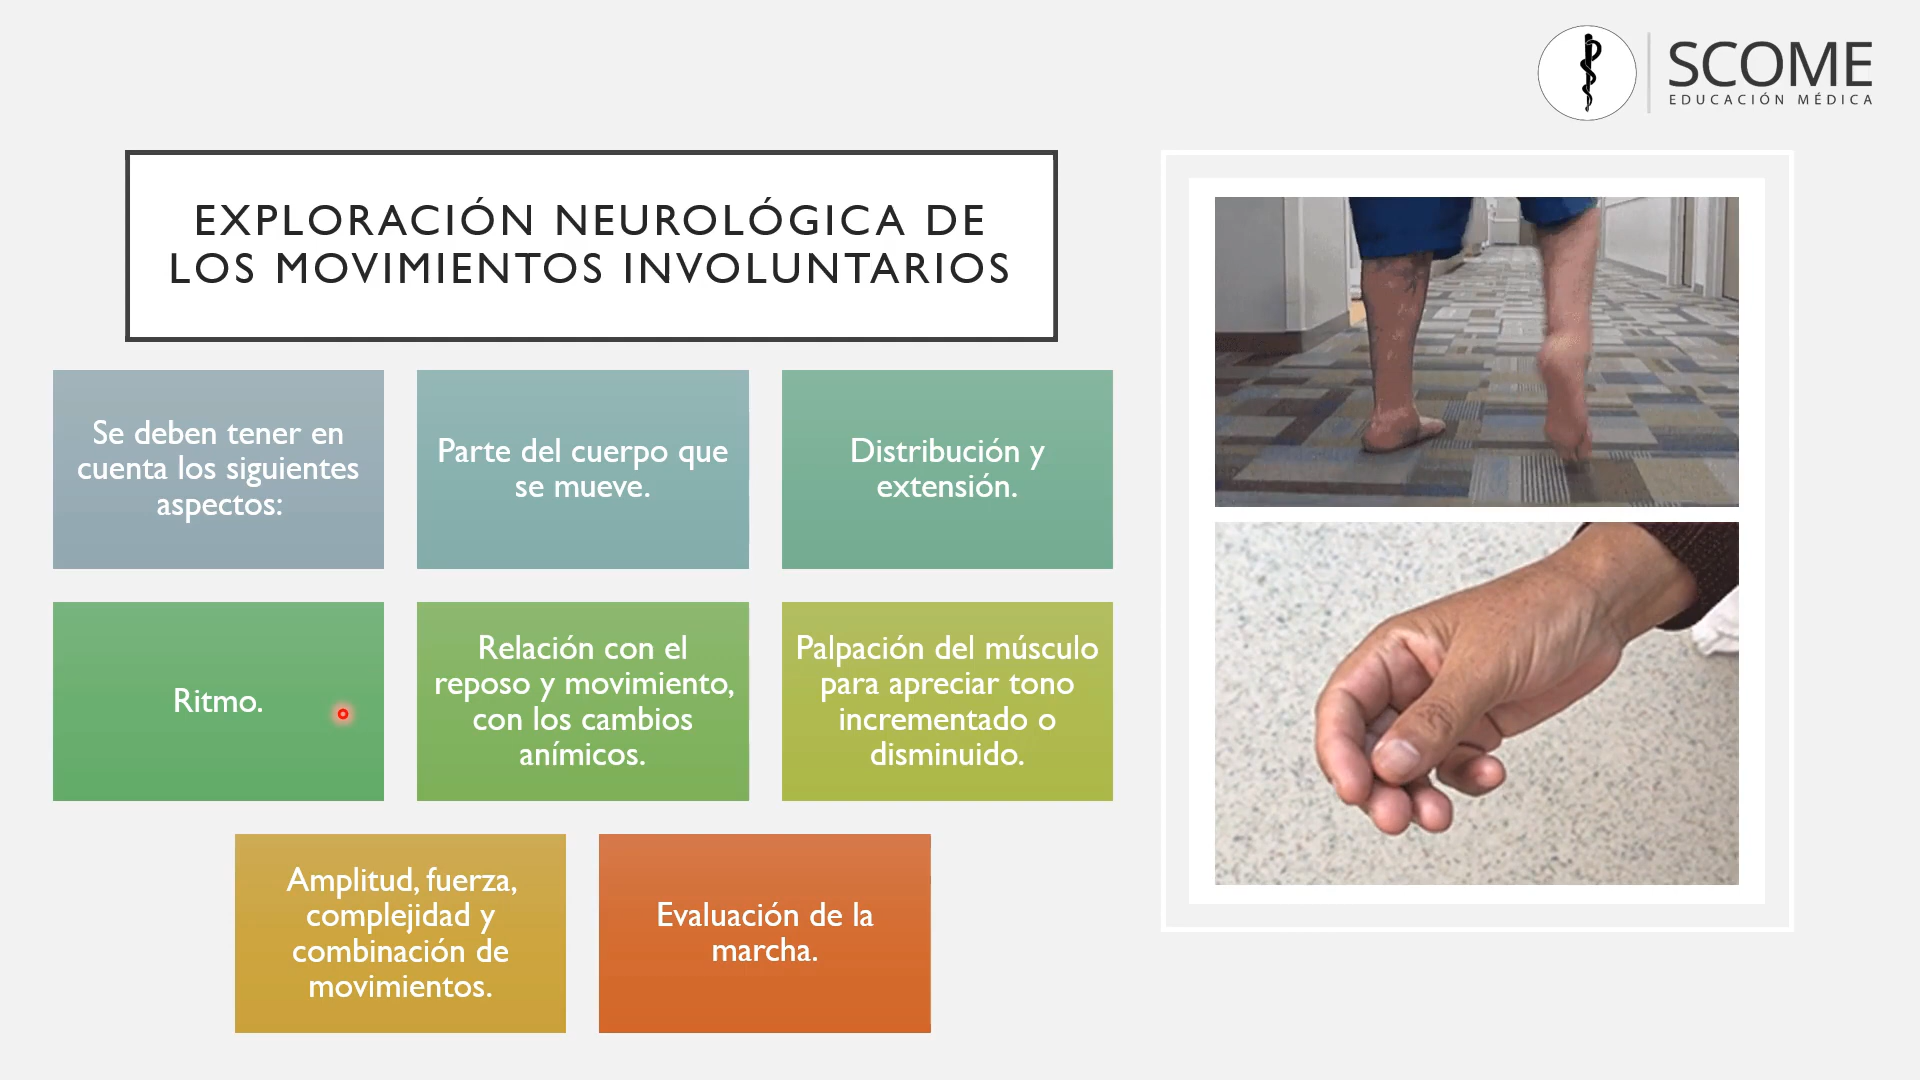 SCOME
EDUCACIÓN MÉDICA
EXPLORACIÓN NEUROLÓGICA DE
LOS MOVIMIENTOS INVOLUNTARIOS
Se deben tener en
cuenta los siguientes
aspectos:
Parte del cuerpo que
se mueve.
Distribución y
extensión.
Ritmo.
Relación con el
reposo y movimiento,
con los cambios
anímicos.
Palpación del músculo
para apreciar tono
incrementado o
disminuido.
Amplitud, fuerza,
complejidad y
combinación de
movimientos.
Evaluación de la
marcha.